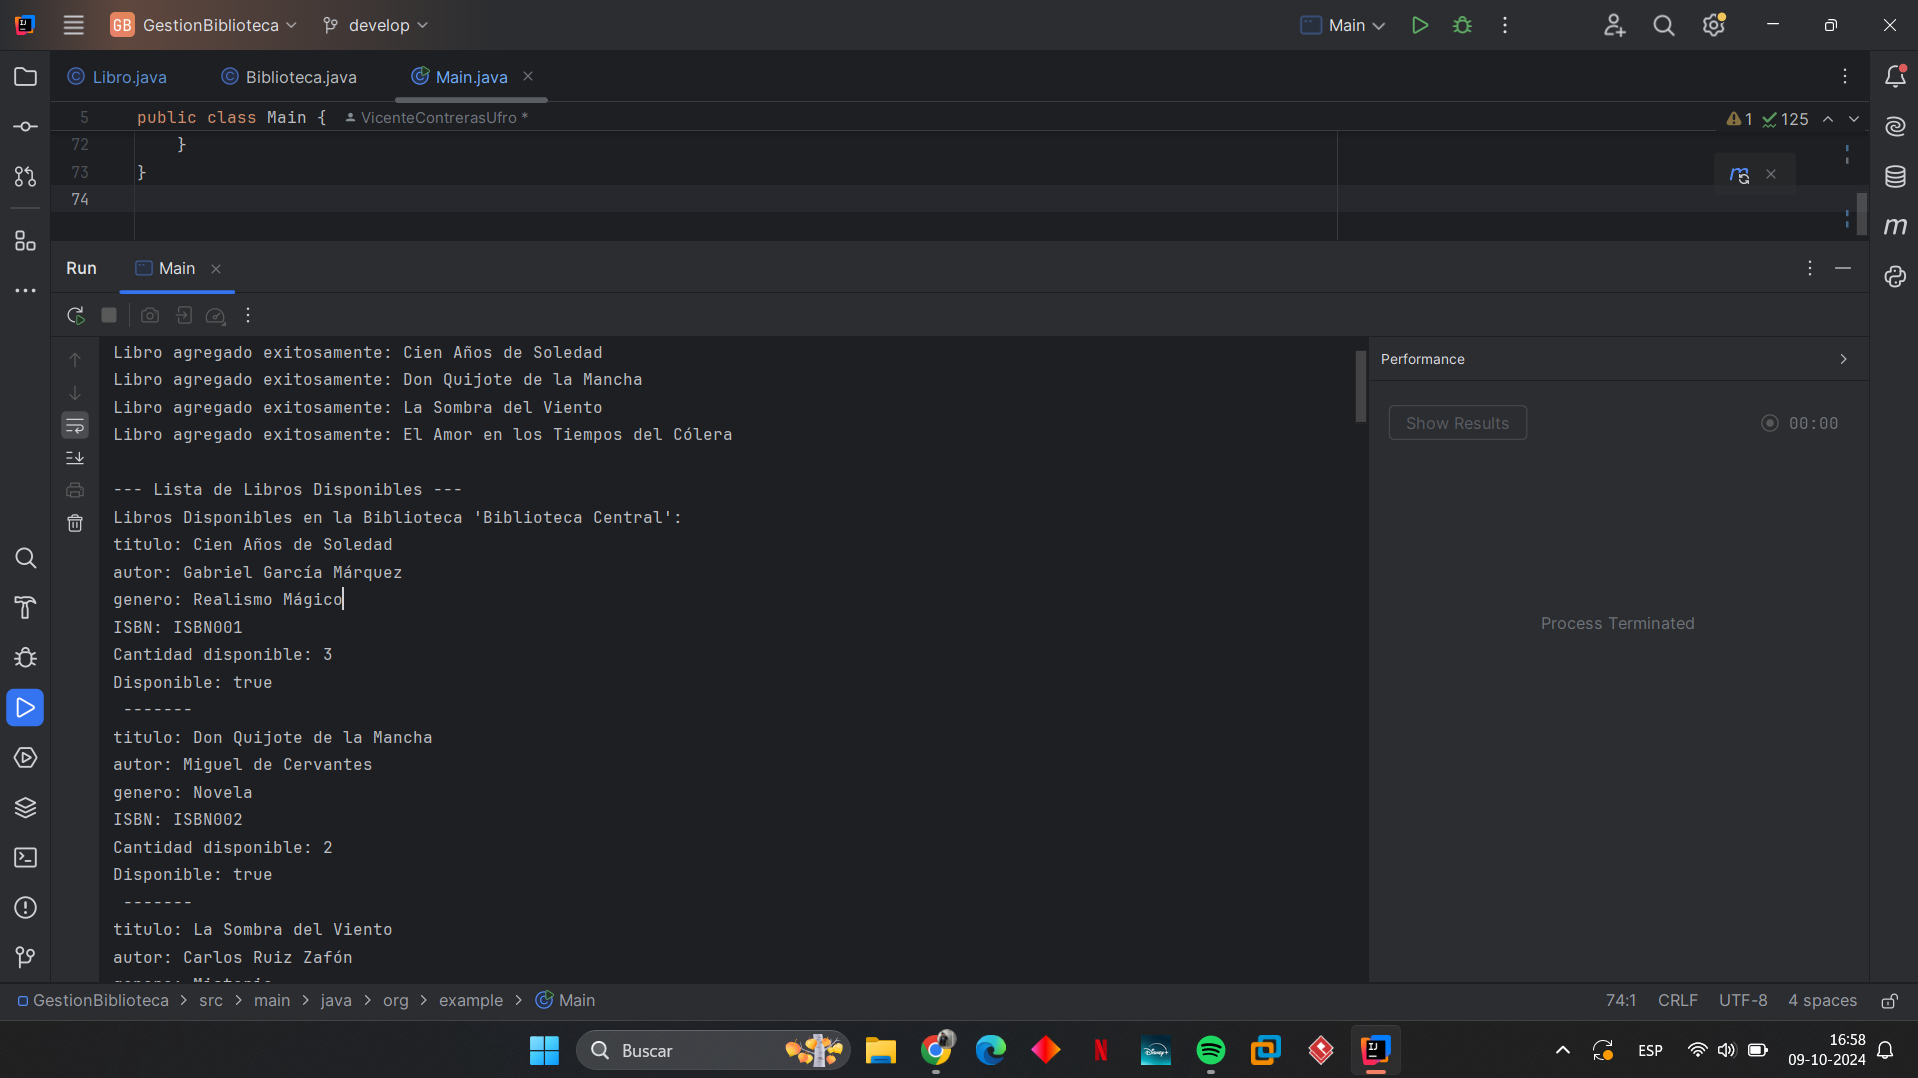 GB GestionBiblioteca develop Main
Libro.java Biblioteca.java Main.java
5 public class Main { VicenteContrerasUfro * 1 125
72 }
73 }
74
Run Main
Libro agregado exitosamente: Cien Años de Soledad
Libro agregado exitosamente: Don Quijote de la Mancha
Libro agregado exitosamente: La Sombra del Viento
Libro agregado exitosamente: El Amor en los Tiempos del Cólera
--- Lista de Libros Disponibles ---
Libros Disponibles en la Biblioteca 'Biblioteca Central':
titulo: Cien Años de Soledad
autor: Gabriel García Márquez
genero: Realismo Mágico
ISBN: ISBN001
Cantidad disponible: 3
Disponible: true
-------
titulo: Don Quijote de la Mancha
autor: Miguel de Cervantes
genero: Novela
ISBN: ISBN002
Cantidad disponible: 2
Disponible: true
-------
titulo: La Sombra del Viento
autor: Carlos Ruiz Zafón
Performance
Show Results 00:00
Process Terminated
GestionBiblioteca > src > main > java > org > example > Main
74:1 CRLF UTF-8 4 spaces
Buscar
ESP
16:58
09-10-2024